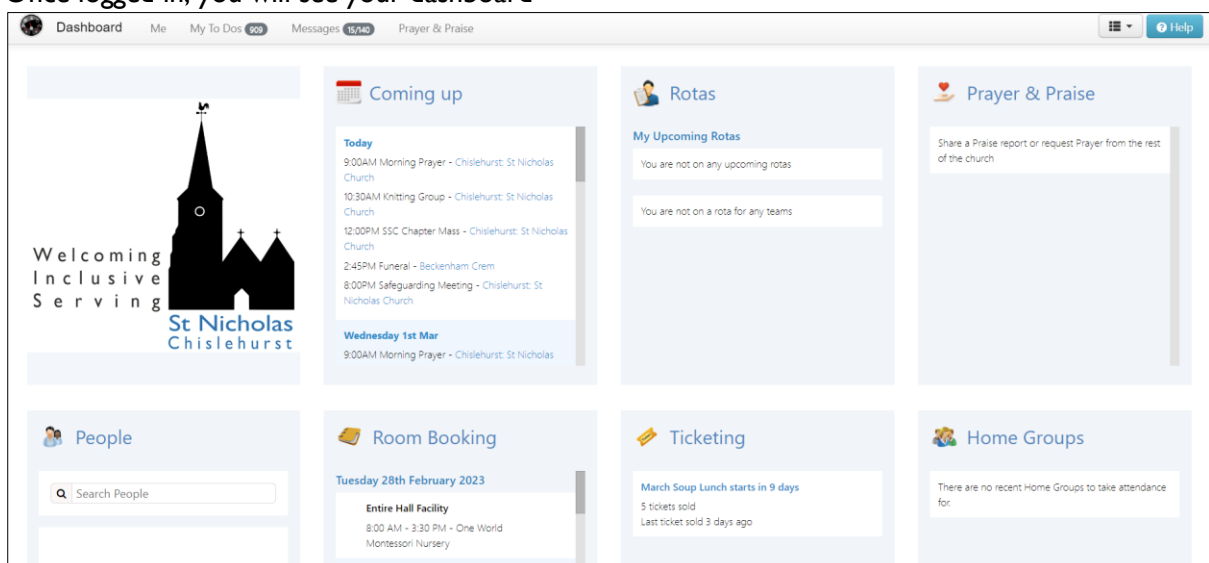 Once logged in, you will see your dashboard
Dashboard Me My To Dos 909 Messages 15/140 Prayer & Praise Help
Welcoming
Inclusive
Serving
St Nicholas
Chislehurst
Coming up
Today
9:00AM Morning Prayer - Chislehurst: St Nicholas
Church
10:30AM Knitting Group - Chislehurst: St Nicholas
Church
12:00PM SSC Chapter Mass - Chislehurst: St Nicholas
Church
2:45PM Funeral - Beckenham Crem
8:00PM Safeguarding Meeting - Chislehurst: St
Nicholas Church
Wednesday 1st Mar
9:00AM Morning Prayer - Chislehurst: St Nicholas
Rotas
My Upcoming Rotas
You are not on any upcoming rotas
You are not on a rota for any teams
Prayer & Praise
Share a Praise report or request Prayer from the rest
of the church
People
Search People
Room Booking
Tuesday 28th February 2023
Entire Hall Facility
8:00 AM - 3:30 PM - One World
Montessori Nursery
Ticketing
March Soup Lunch starts in 9 days
5 tickets sold
Last ticket sold 3 days ago
Home Groups
There are no recent Home Groups to take attendance
for.